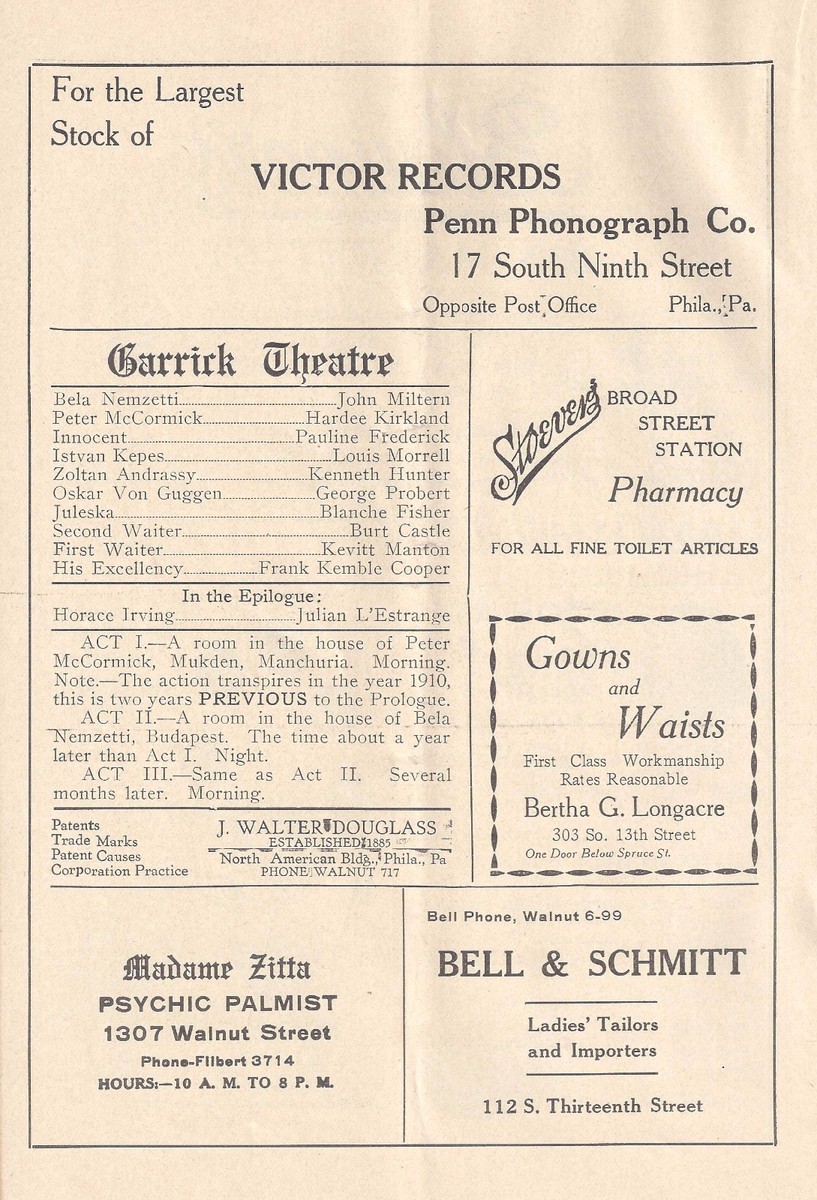 For the Largest
Stock of
VICTOR RECORDS
Penn Phonograph Co.
17 South Ninth Street
Opposite Post Office Phila., Pa.
Garrick Theatre
Bela Nemzetti..........John Miltern
Peter McCormick..........Hardee Kirkland
Innocent..........Pauline Frederick
Istvan Kepes..........Louis Morrell
Zoltan Andrassy..........Kenneth Hunter
Oskar Von Guggen..........George Probert
Juleska..........Blanche Fisher
Second Waiter..........Burt Castle
First Waiter..........Kevitt Manton
His Excellency..........Frank Kemble Cooper
In the Epilogue:
Horace Irving..........Julian L'Estrange
ACT I.—A room in the house of Peter
McCormick, Mukden, Manchuria. Morning.
Note.—The action transpires in the year 1910,
this is two years PREVIOUS to the Prologue.
ACT II.—A room in the house of Bela
Nemzetti, Budapest. The time about a year
later than Act I. Night.
ACT III.—Same as Act II. Several
months later. Morning.
Patents
Trade Marks
Patent Causes
Corporation Practice
J. WALTER DOUGLASS
ESTABLISHED 1885
North American Bldg., Phila., Pa
PHONE WALNUT 717
Stoever's BROAD
STREET
STATION
Pharmacy
FOR ALL FINE TOILET ARTICLES
Gowns
and
Waists
First Class Workmanship
Rates Reasonable
Bertha G. Longacre
303 So. 13th Street
One Door Below Spruce St.
Madame Zitta
PSYCHIC PALMIST
1307 Walnut Street
Phone-Filbert 3714
HOURS:—10 A. M. TO 8 P. M.
Bell Phone, Walnut 6-99
BELL & SCHMITT
Ladies' Tailors
and Importers
112 S. Thirteenth Street